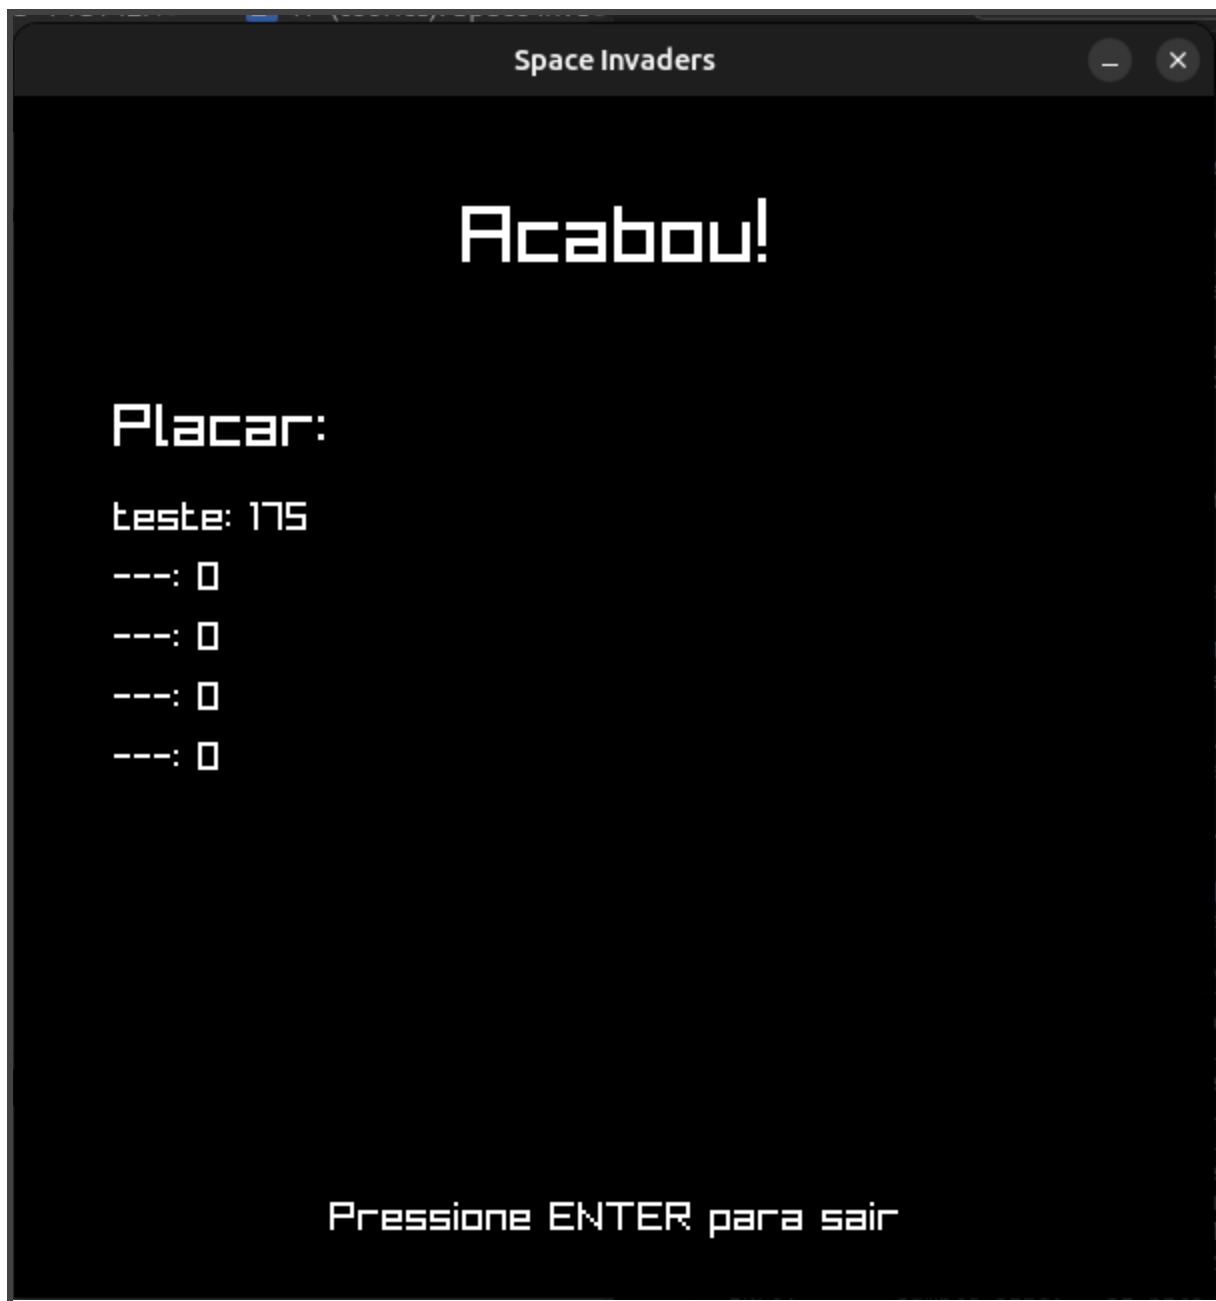 Space Invaders
Acabou!
Placar:
teste: 175
---: 0
---: 0
---: 0
---: 0
Pressione ENTER para sair